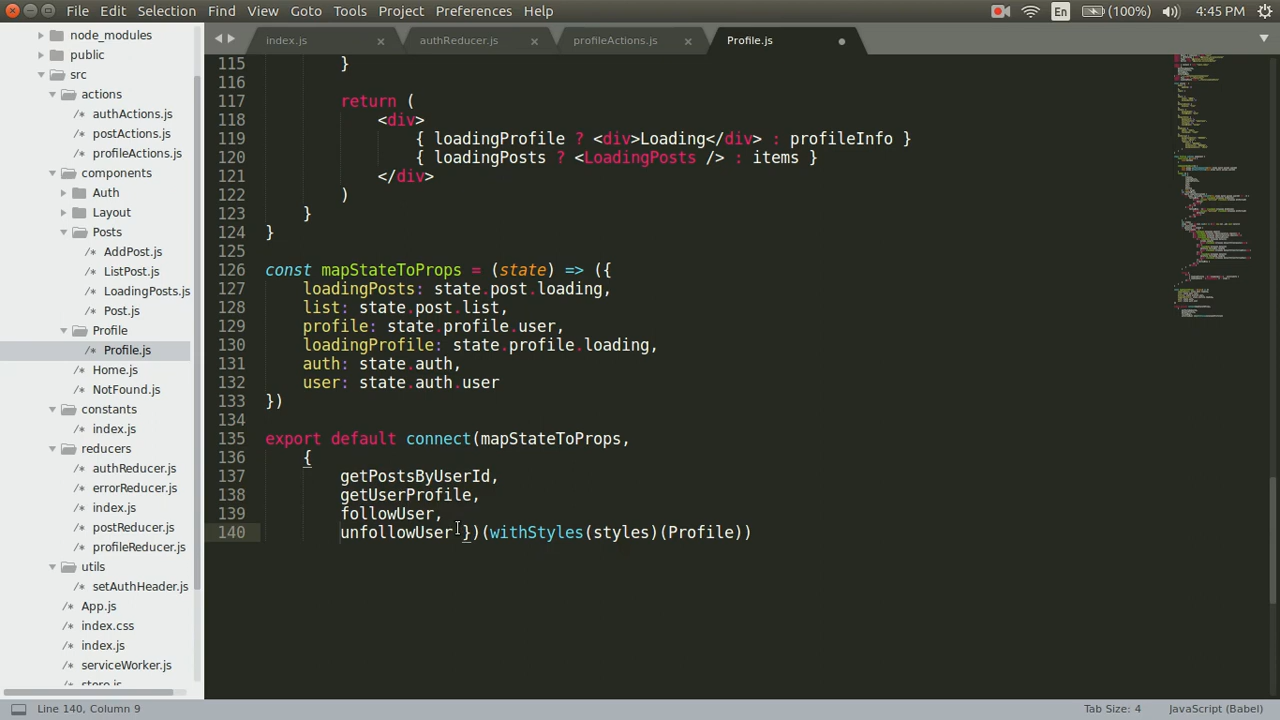 File Edit Selection Find Goto Tools Project Preferences Help En (100%) 4:45 PM
index.js × authReducer.js × profileActions.js × Profile.js
node_modules
public
src
actions
authActions.js
postActions.js
profileActions.js
components
Auth
Layout
Posts
AddPost.js
ListPost.js
LoadingPosts.js
Post.js
Profile
Profile.js
Home.js
NotFound.js
constants
index.js
reducers
authReducer.js
errorReducer.js
index.js
postReducer.js
profileReducer.js
utils
setAuthHeader.js
App.js
index.css
index.js
serviceWorker.js
store.js
115 }
116
117 return (
118 <div>
119 { loadingProfile ? <div>Loading</div> : profileInfo }
120 { loadingPosts ? <LoadingPosts /> : items }
121 </div>
122 )
123 }
124 }
125
126 const mapStateToProps = (state) => ({
127 loadingPosts: state.post.loading,
128 list: state.post.list,
129 profile: state.profile.user,
130 loadingProfile: state.profile.loading,
131 auth: state.auth,
132 user: state.auth.user
133 })
134
135 export default connect(mapStateToProps,
136 {
137 getPostsByUserId,
138 getUserProfile,
139 followUser,
140 unfollowUser })(withStyles(styles)(Profile))
Line 140, Column 9 Tab Size: 4 JavaScript (Babel)